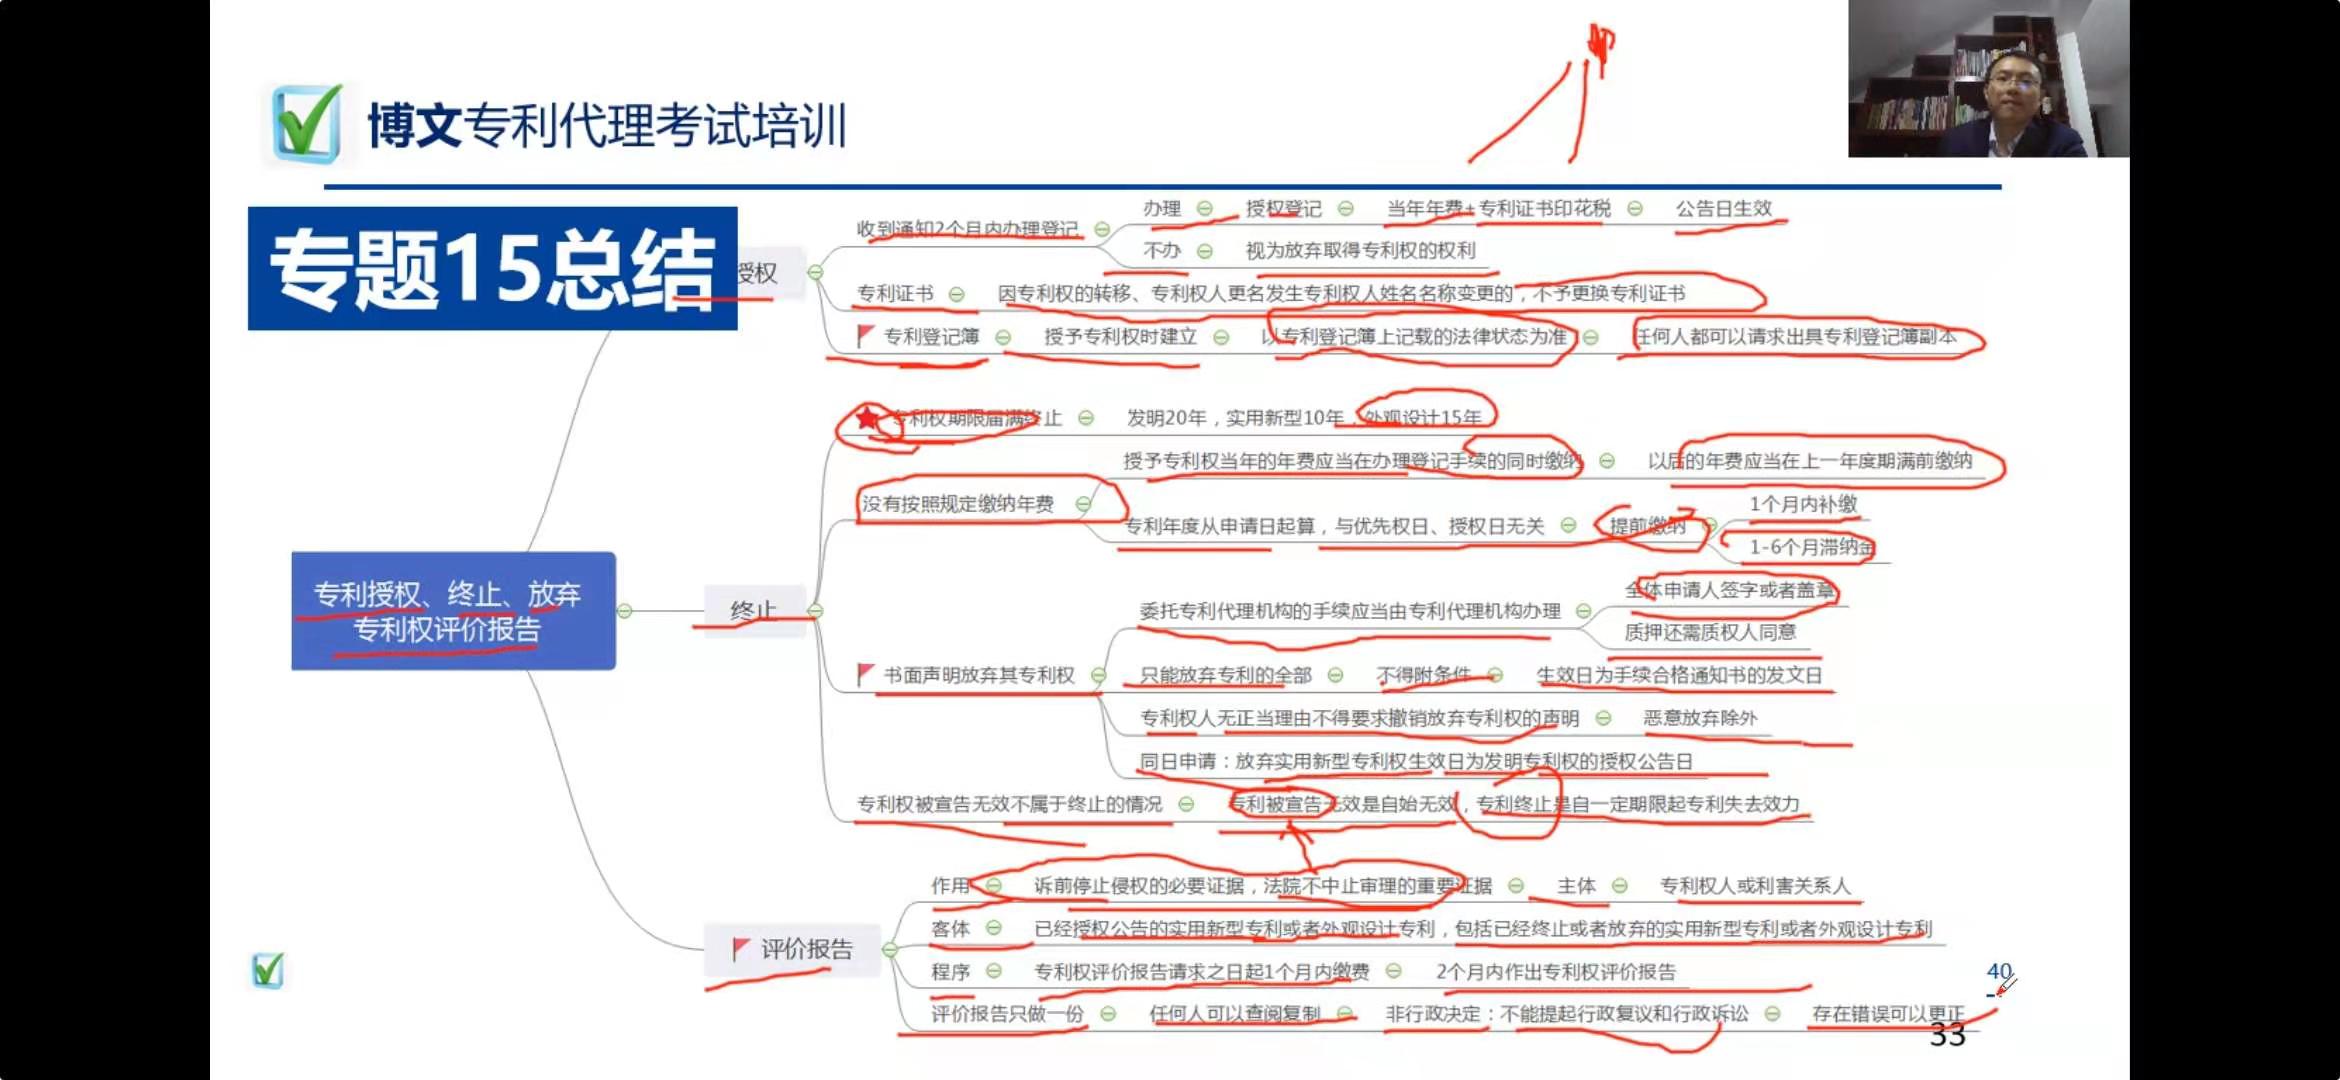 博文专利代理考试培训
专题15总结
授权
收到通知2个月内办理登记
办理 授权登记 当年年费+专利证书印花税 公告日生效
不办 视为放弃取得专利权的权利
专利证书 因专利权的转移、专利权人更名发生专利权人姓名名称变更的，不予更换专利证书
专利登记簿 授予专利权时建立 以专利登记簿上记载的法律状态为准 任何人都可以请求出具专利登记簿副本
专利权期限届满终止 发明20年，实用新型10年，外观设计15年
授予专利权当年的年费应当在办理登记手续的同时缴纳 以后的年费应当在上一年度期满前缴纳
没有按照规定缴纳年费
专利年度从申请日起算，与优先权日、授权日无关 提前缴纳
1个月内补缴
1-6个月滞纳金
专利授权、终止、放弃
专利权评价报告
终止
委托专利代理机构的手续应当由专利代理机构办理
全体申请人签字或者盖章
质押还需质权人同意
书面声明放弃其专利权
只能放弃专利的全部 不得附条件 生效日为手续合格通知书的发文日
专利权人无正当理由不得要求撤销放弃专利权的声明 恶意放弃除外
同日申请：放弃实用新型专利权生效日为发明专利权的授权公告日
专利权被宣告无效不属于终止的情况 专利被宣告无效是自始无效，专利终止是自一定期限起专利失去效力
评价报告
作用 诉前停止侵权的必要证据，法院不中止审理的重要证据 主体 专利权人或利害关系人
客体 已经授权公告的实用新型专利或者外观设计专利，包括已经终止或者放弃的实用新型专利或者外观设计专利
程序 专利权评价报告请求之日起1个月内缴费 2个月内作出专利权评价报告
评价报告只做一份 任何人可以查阅复制 非行政决定：不能提起行政复议和行政诉讼 存在错误可以更正
40
33